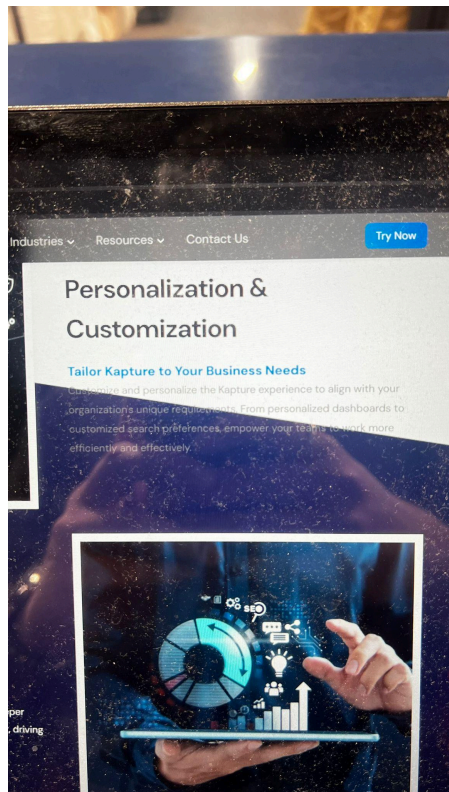 Industries
Resources
Contact Us
Try Now
Personalization &
Customization
Tailor Kapture to Your Business Needs
Customize and personalize the Kapture experience to align with your
organization's unique requirements. From personalized dashboards to
customized search preferences, empower your teams to work more
efficiently and effectively.
SEO
, driving